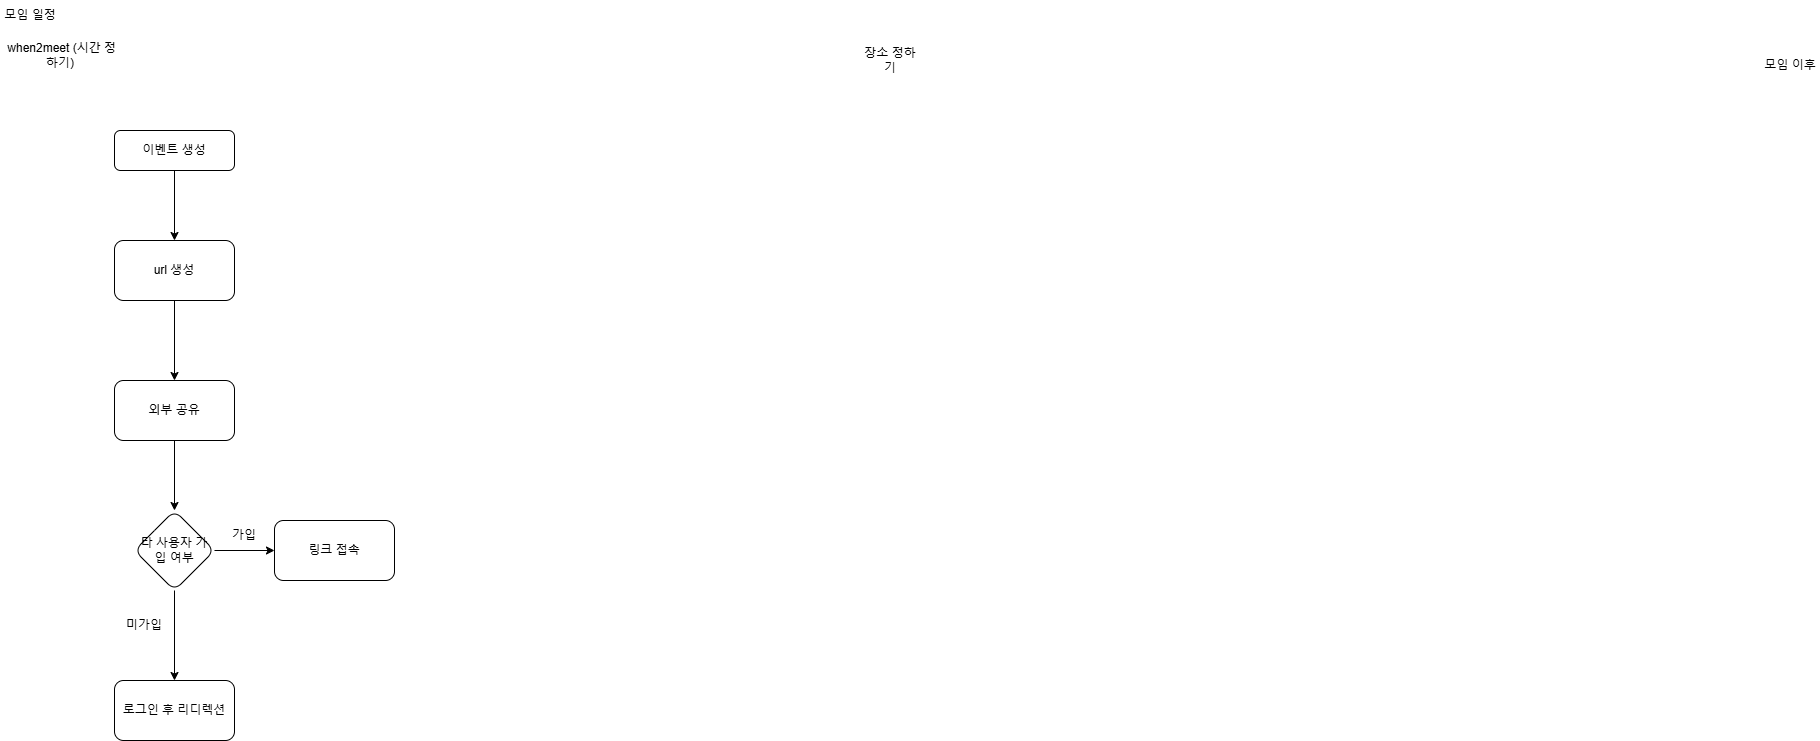 모임 일정
when2meet (시간 정
하기)
장소 정하
기
모임 이후
이벤트 생성
url 생성
외부 공유
타 사용자 가
입 여부
가입
링크 접속
미가입
로그인 후 리디렉션